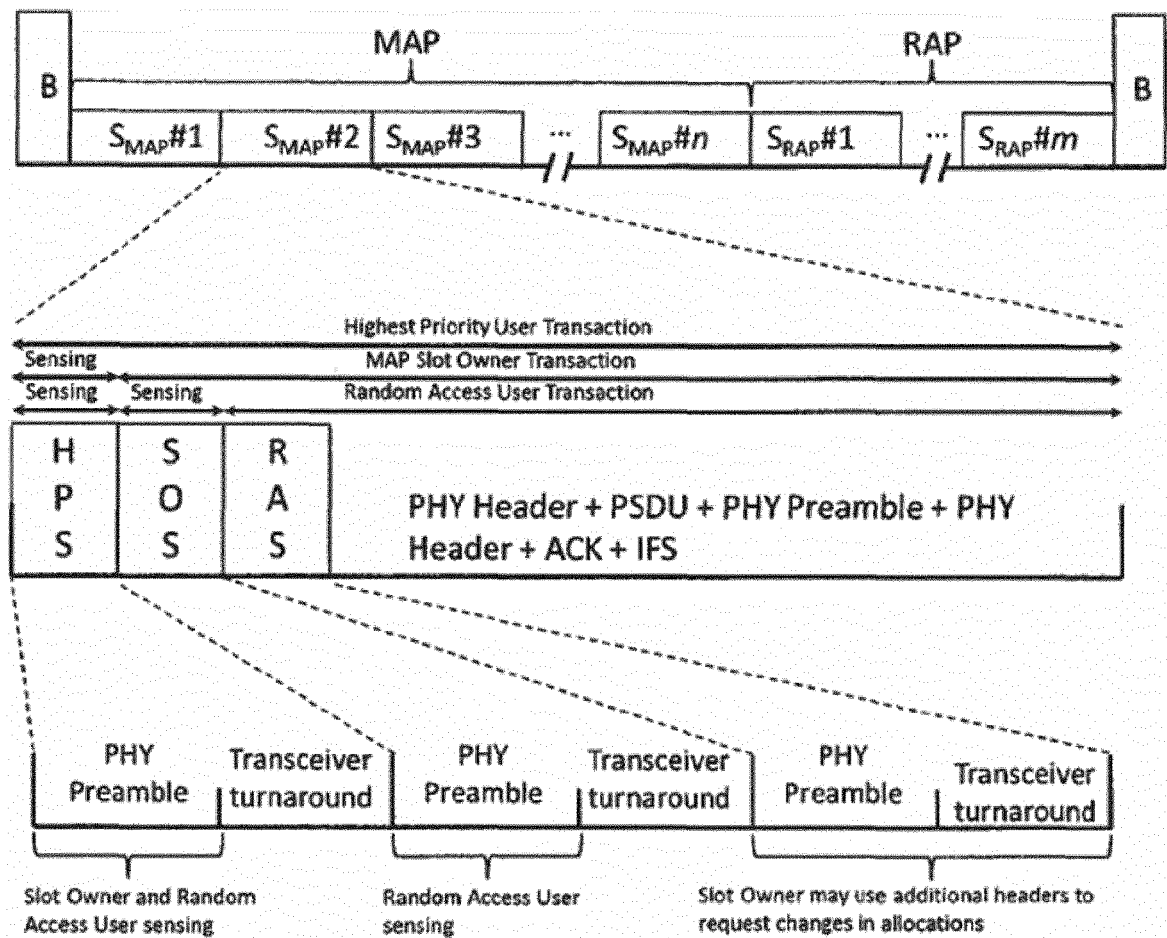 MAP
RAP
B
B
S_MAP#1
S_MAP#2
S_MAP#3
...
S_MAP#n
S_RAP#1
...
S_RAP#m
Highest Priority User Transaction
Sensing
MAP Slot Owner Transaction
Sensing
Sensing
Random Access User Transaction
H
P
S
S
O
S
R
A
S
PHY Header + PSDU + PHY Preamble + PHY
Header + ACK + IFS
PHY
Preamble
Transceiver
turnaround
PHY
Preamble
Transceiver
turnaround
PHY
Preamble
Transceiver
turnaround
Slot Owner and Random
Access User sensing
Random Access User
sensing
Slot Owner may use additional headers to
request changes in allocations